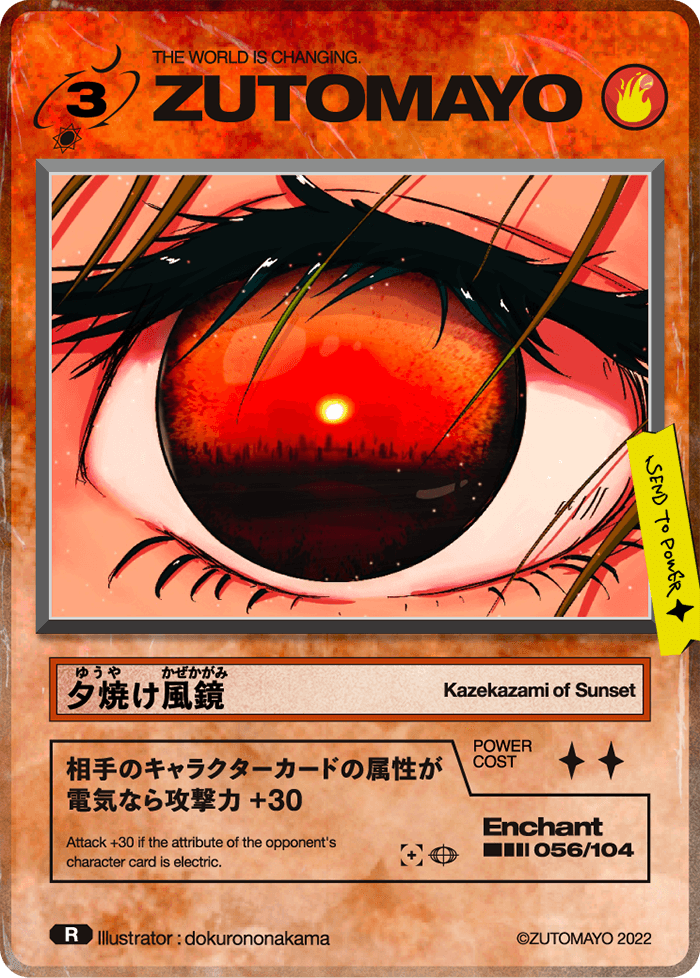 THE WORLD IS CHANGING.
3
ZUTOMAYO
SEND TO POWER
ゆうや かぜかがみ
夕焼け風鏡
Kazekazami of Sunset
相手のキャラクターカードの属性が
電気なら攻撃力 +30
Attack +30 if the attribute of the opponent's
character card is electric.
POWER
COST
Enchant
056/104
R
Illustrator : dokurononakama
©ZUTOMAYO 2022